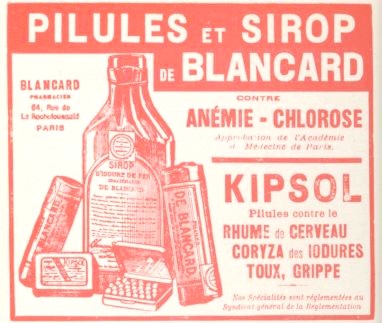 PILULES ET SIROP
DE BLANCARD
BLANCARD
PHARMACIEN
64, Rue de
La Rochefoucauld
PARIS
CONTRE
ANÉMIE - CHLOROSE
Approbation de l'Académie
de Médecine de Paris.
SIROP
D'IODURE DE FER
DE BLANCARD
DE BLANCARD
KIPSOL
KIPSOL
Pilules contre le
RHUME de CERVEAU
CORYZA des IODURES
TOUX, GRIPPE
Nos Spécialités sont réglementées au
Syndicat général de la Réglementation